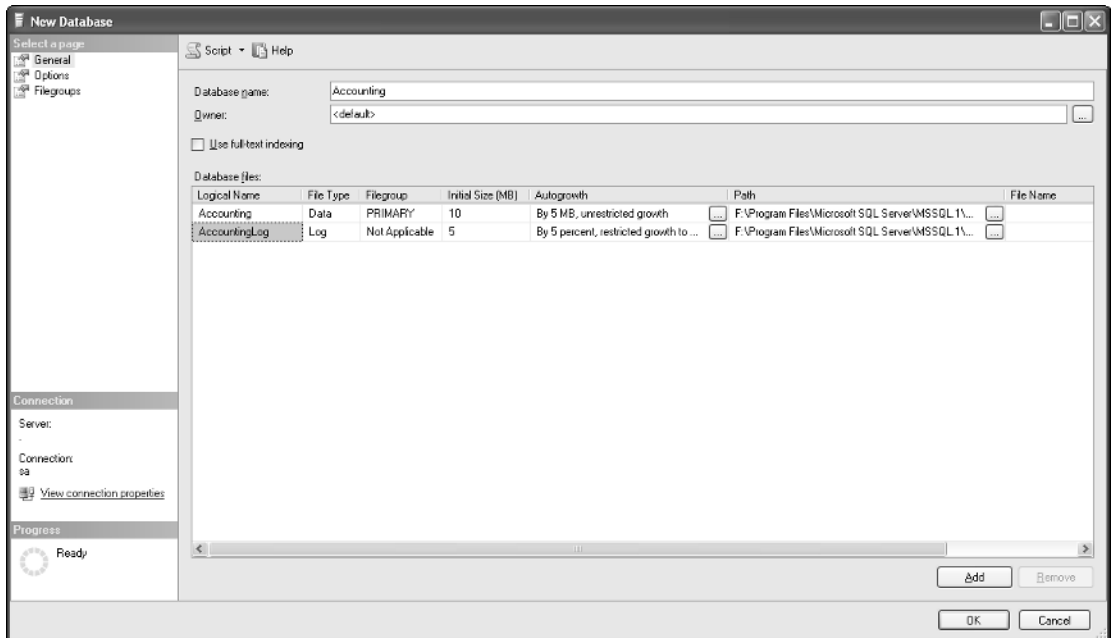 New Database
Select a page
General
Options
Filegroups
Script Help
Database name: Accounting
Owner: <default> ...
Use full-text indexing
Database files:
Logical Name File Type Filegroup Initial Size (MB) Autogrowth Path File Name
Accounting Data PRIMARY 10 By 5 MB, unrestricted growth ... F:\Program Files\Microsoft SQL Server\MSSQL.1\... ...
AccountingLog Log Not Applicable 5 By 5 percent, restricted growth to ... ... F:\Program Files\Microsoft SQL Server\MSSQL.1\... ...
Connection
Server:
.
Connection:
sa
View connection properties
Progress
Ready
Add Remove
OK Cancel